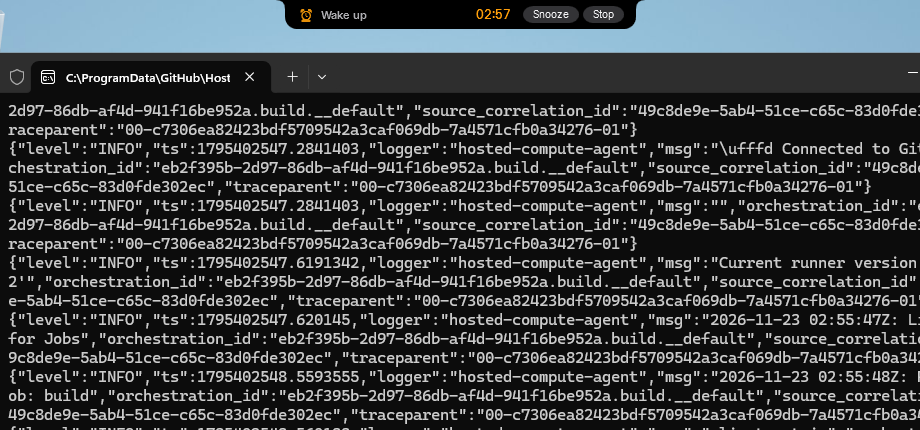 Wake up 02:57 Snooze Stop
C:\ProgramData\GitHub\Host
2d97-86db-af4d-941f16be952a.build.__default","source_correlation_id":"49c8de9e-5ab4-51ce-c65c-83d0fde
raceparent":"00-c7306ea82423bdf5709542a3caf069db-7a4571cfb0a34276-01"}
{"level":"INFO","ts":1795402547.2841403,"logger":"hosted-compute-agent","msg":"\ufffd Connected to Git
chestration_id":"eb2f395b-2d97-86db-af4d-941f16be952a.build.__default","source_correlation_id":"49c8d
51ce-c65c-83d0fde302ec","traceparent":"00-c7306ea82423bdf5709542a3caf069db-7a4571cfb0a34276-01"}
{"level":"INFO","ts":1795402547.2841403,"logger":"hosted-compute-agent","msg":"","orchestration_id":"
2d97-86db-af4d-941f16be952a.build.__default","source_correlation_id":"49c8de9e-5ab4-51ce-c65c-83d0fde
raceparent":"00-c7306ea82423bdf5709542a3caf069db-7a4571cfb0a34276-01"}
{"level":"INFO","ts":1795402547.6191342,"logger":"hosted-compute-agent","msg":"Current runner version
2'","orchestration_id":"eb2f395b-2d97-86db-af4d-941f16be952a.build.__default","source_correlation_id"
e-5ab4-51ce-c65c-83d0fde302ec","traceparent":"00-c7306ea82423bdf5709542a3caf069db-7a4571cfb0a34276-01
{"level":"INFO","ts":1795402547.620145,"logger":"hosted-compute-agent","msg":"2026-11-23 02:55:47Z: Li
for Jobs","orchestration_id":"eb2f395b-2d97-86db-af4d-941f16be952a.build.__default","source_correlatio
9c8de9e-5ab4-51ce-c65c-83d0fde302ec","traceparent":"00-c7306ea82423bdf5709542a3caf069db-7a4571cfb0a34
{"level":"INFO","ts":1795402548.5593555,"logger":"hosted-compute-agent","msg":"2026-11-23 02:55:48Z:
ob: build","orchestration_id":"eb2f395b-2d97-86db-af4d-941f16be952a.build.__default","source_correlat
49c8de9e-5ab4-51ce-c65c-83d0fde302ec","traceparent":"00-c7306ea82423bdf5709542a3caf069db-7a4571cfb0a3